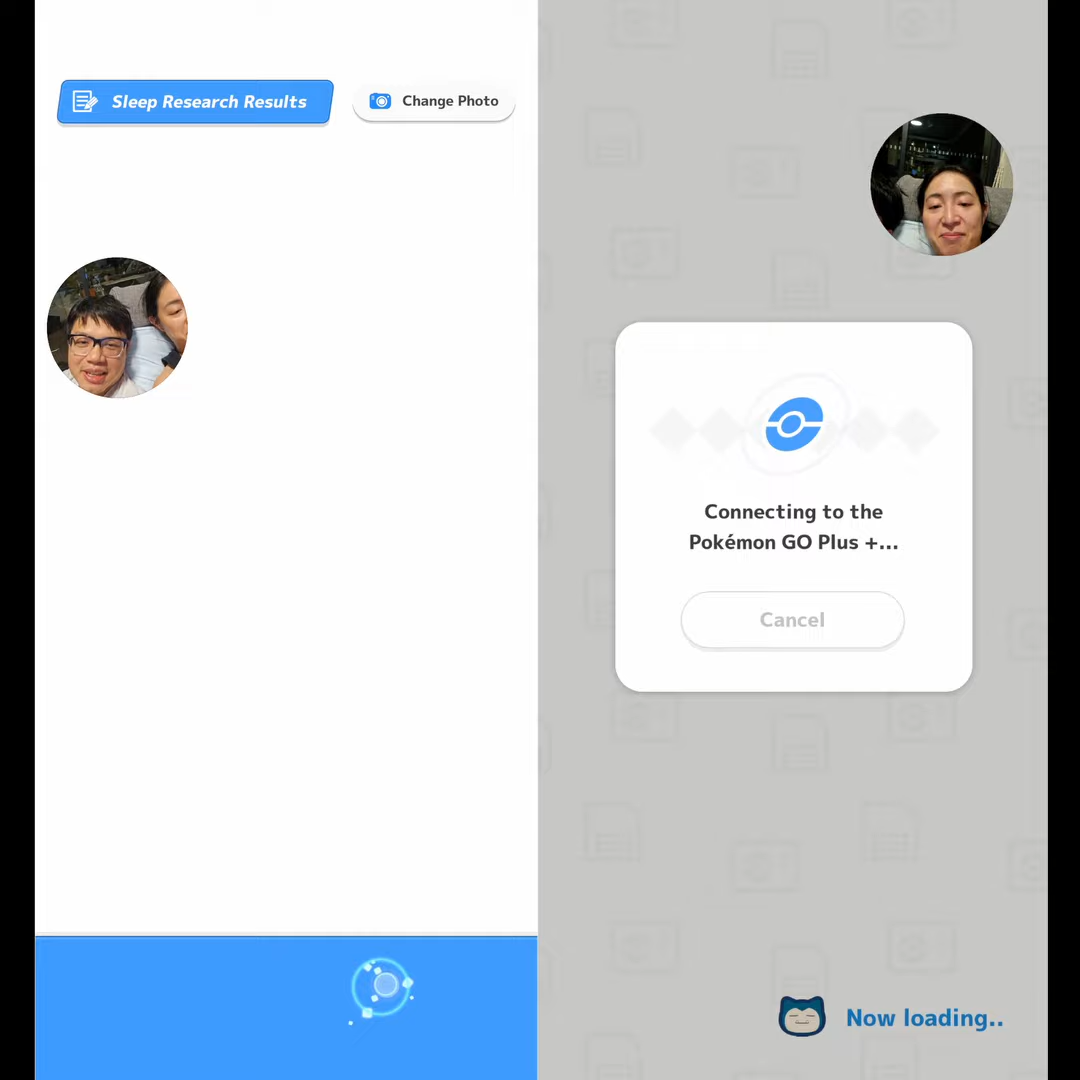 Sleep Research Results
Change Photo
Connecting to the
Pokémon GO Plus +...
Cancel
Now loading..